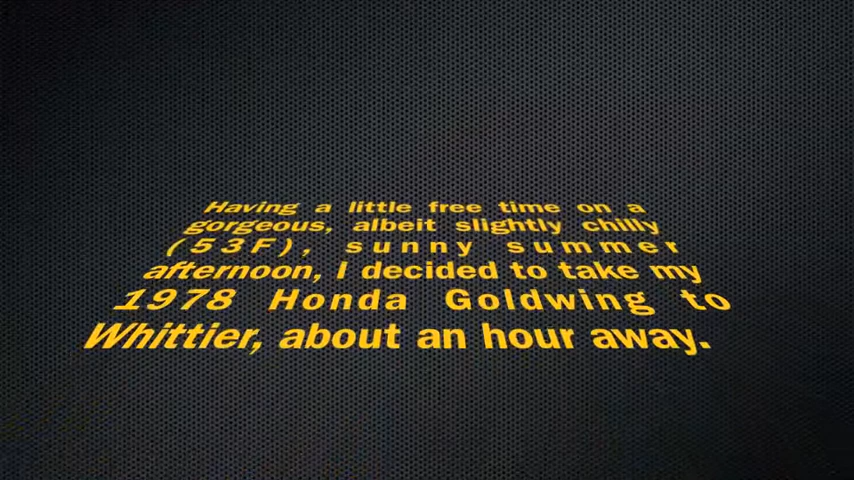 Having a little free time on a
gorgeous, albeit slightly chilly
(53F), sunny summer
afternoon, I decided to take my
1978 Honda Goldwing to
Whittier, about an hour away.